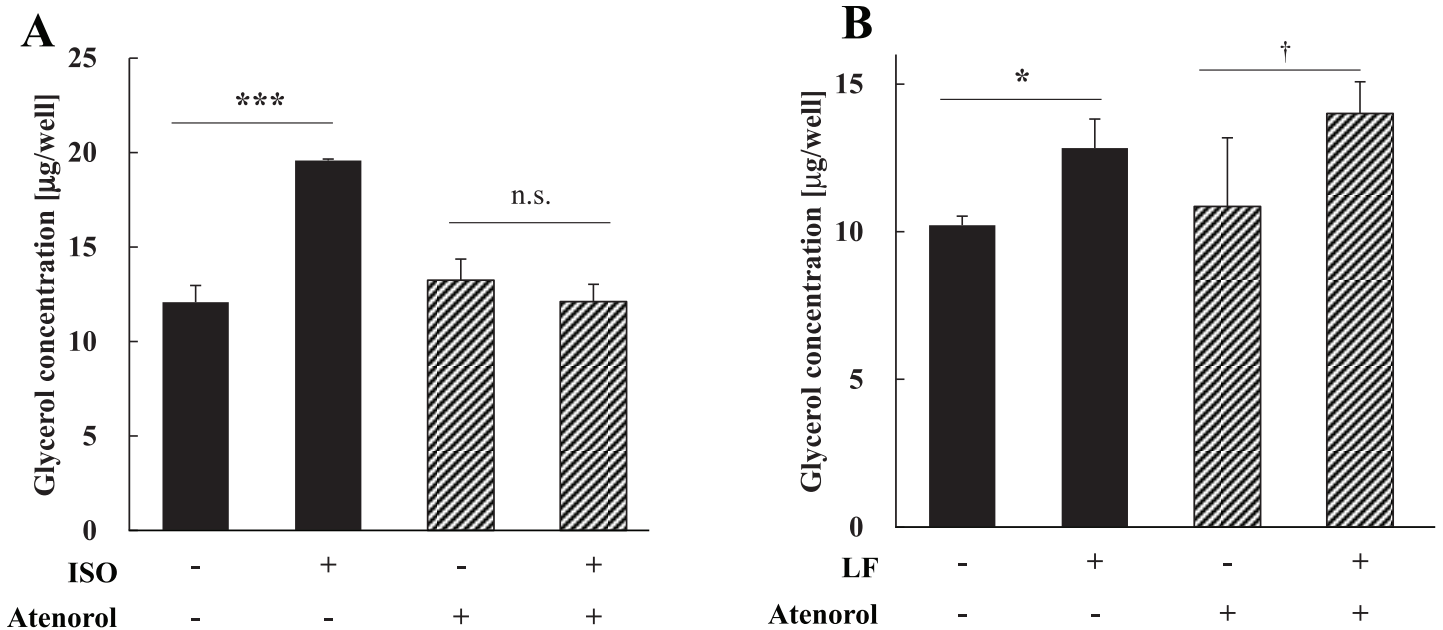 A
Glycerol concentration [μg/well]
25
20
15
10
5
0
***
n.s.
ISO - + - +
Atenorol - - + +
B
Glycerol concentration [μg/well]
15
10
5
0
*
†
LF - + - +
Atenorol - - + +